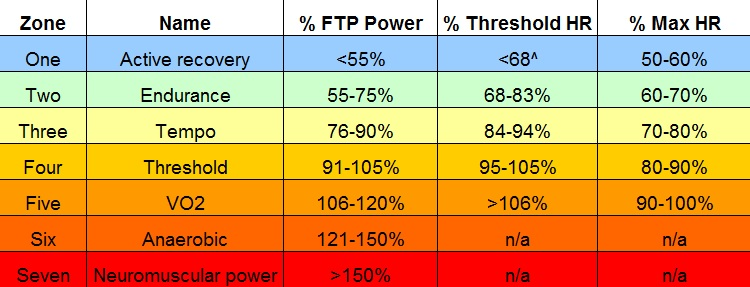 Zone Name % FTP Power % Threshold HR % Max HR
One Active recovery <55% <68^ 50-60%
Two Endurance 55-75% 68-83% 60-70%
Three Tempo 76-90% 84-94% 70-80%
Four Threshold 91-105% 95-105% 80-90%
Five VO2 106-120% >106% 90-100%
Six Anaerobic 121-150% n/a n/a
Seven Neuromuscular power >150% n/a n/a